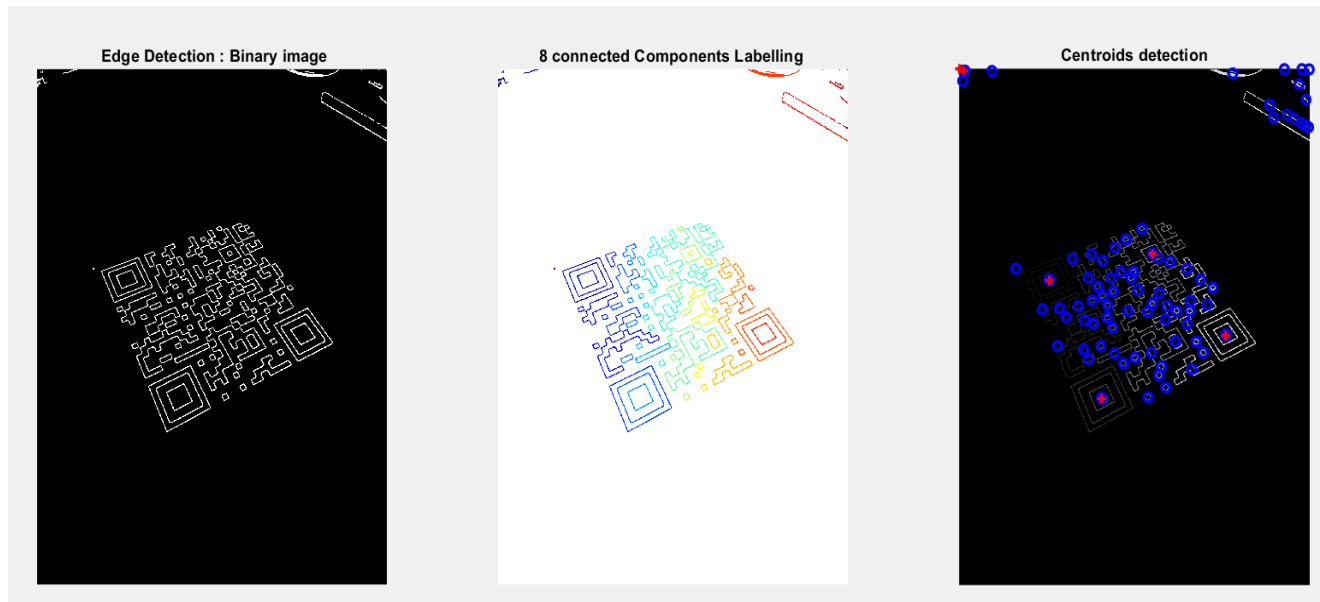 Edge Detection : Binary image
8 connected Components Labelling
Centroids detection